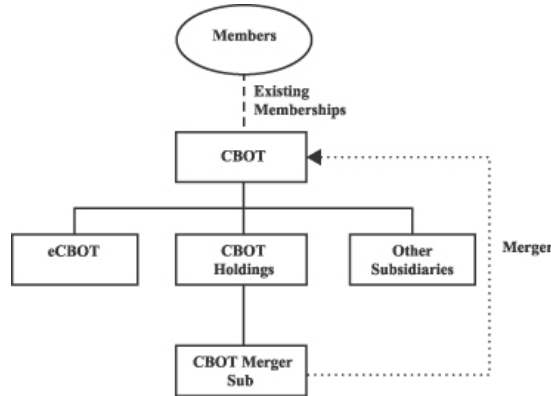 Members
Existing
Memberships
CBOT
eCBOT
CBOT
Holdings
Other
Subsidiaries
Merger
CBOT Merger
Sub